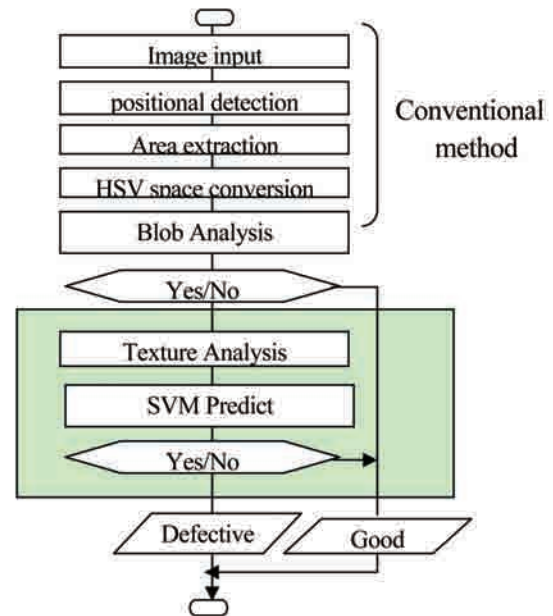 Image input
positional detection
Area extraction
HSV space conversion
Blob Analysis
Conventional
method
Yes/No
Texture Analysis
SVM Predict
Yes/No
Defective
Good